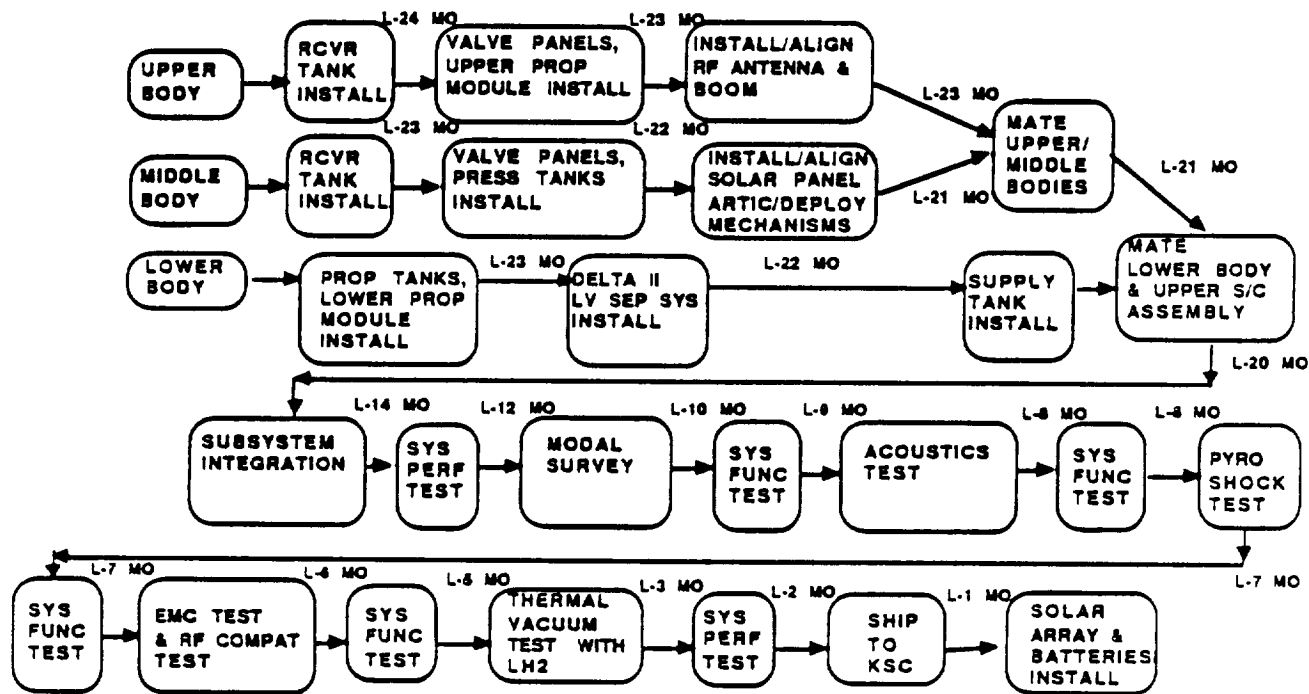 L-24 MO
L-23 MO
UPPER
BODY
RCVR
TANK
INSTALL
VALVE PANELS,
UPPER PROP
MODULE INSTALL
INSTALL/ALIGN
RF ANTENNA &
BOOM
L-23 MO
L-23 MO
L-22 MO
MIDDLE
BODY
RCVR
TANK
INSTALL
VALVE PANELS,
PRESS TANKS
INSTALL
INSTALL/ALIGN
SOLAR PANEL
ARTIC/DEPLOY
MECHANISMS
L-21 MO
MATE
UPPER/
MIDDLE
BODIES
L-21 MO
LOWER
BODY
PROP TANKS,
LOWER PROP
MODULE
INSTALL
L-23 MO
DELTA II
LV SEP SYS
INSTALL
L-22 MO
SUPPLY
TANK
INSTALL
MATE
LOWER BODY
& UPPER S/C
ASSEMBLY
L-20 MO
SUBSYSTEM
INTEGRATION
L-14 MO
SYS
PERF
TEST
L-12 MO
MODAL
SURVEY
L-10 MO
SYS
FUNC
TEST
L-9 MO
ACOUSTICS
TEST
L-8 MO
SYS
FUNC
TEST
L-8 MO
PYRO
SHOCK
TEST
L-7 MO
SYS
FUNC
TEST
L-7 MO
EMC TEST
& RF COMPAT
TEST
L-6 MO
SYS
FUNC
TEST
L-5 MO
THERMAL
VACUUM
TEST WITH
LH2
L-3 MO
SYS
PERF
TEST
L-2 MO
SHIP
TO
KSC
L-1 MO
SOLAR
ARRAY &
BATTERIES
INSTALL